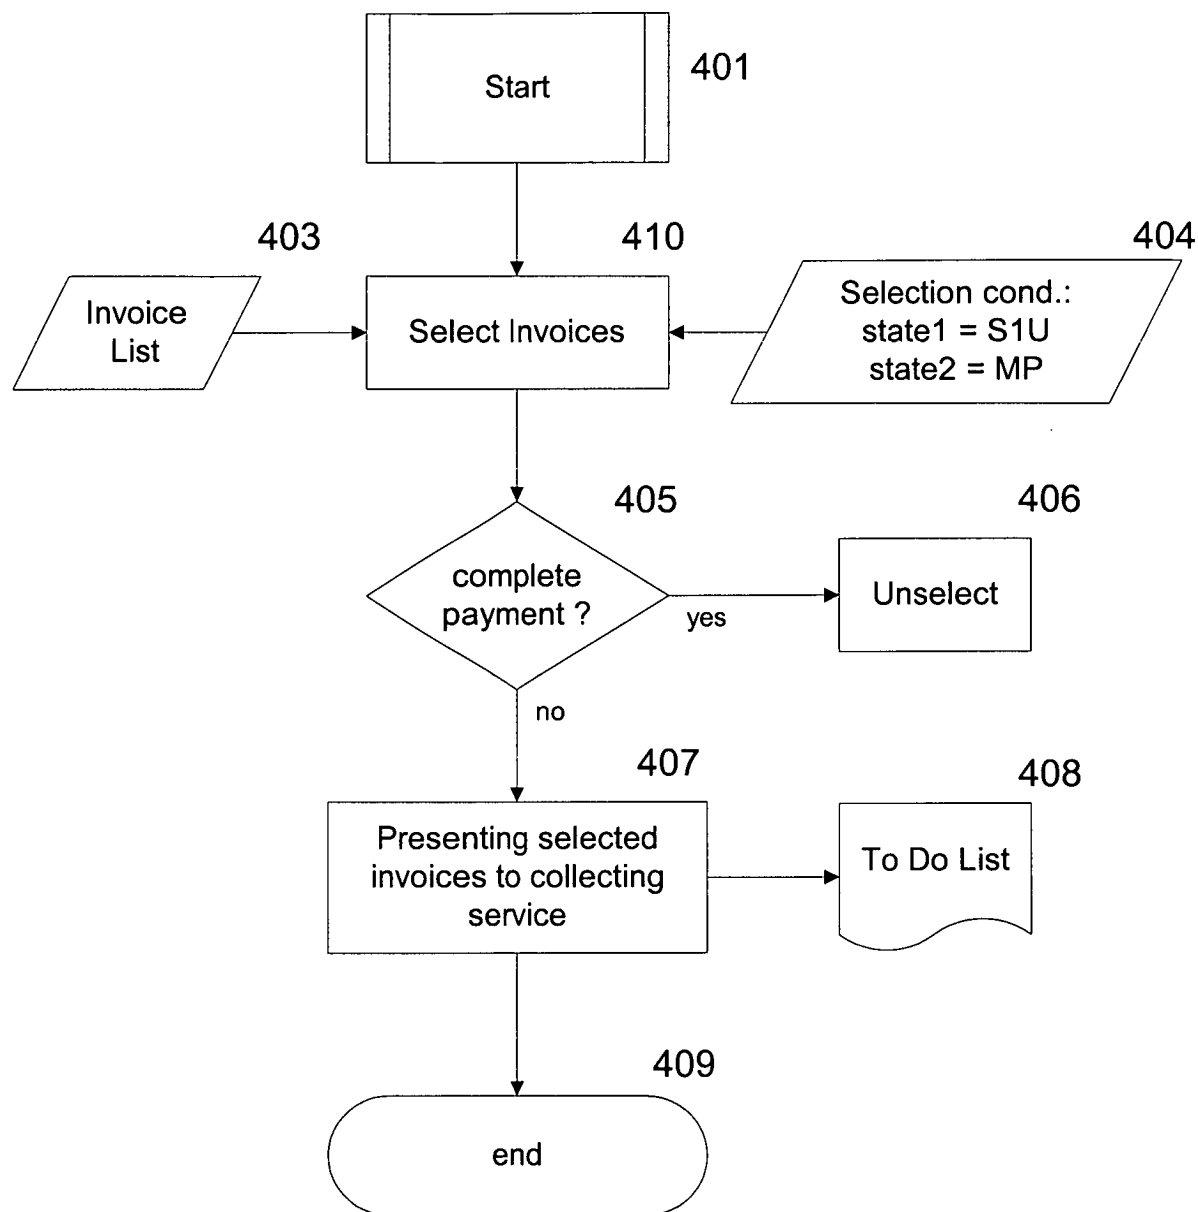 Start
401
403
410
404
Invoice
List
Select Invoices
Selection cond.:
state1 = S1U
state2 = MP
405
406
complete
payment ?
yes
Unselect
no
407
408
Presenting selected
invoices to collecting
service
To Do List
409
end